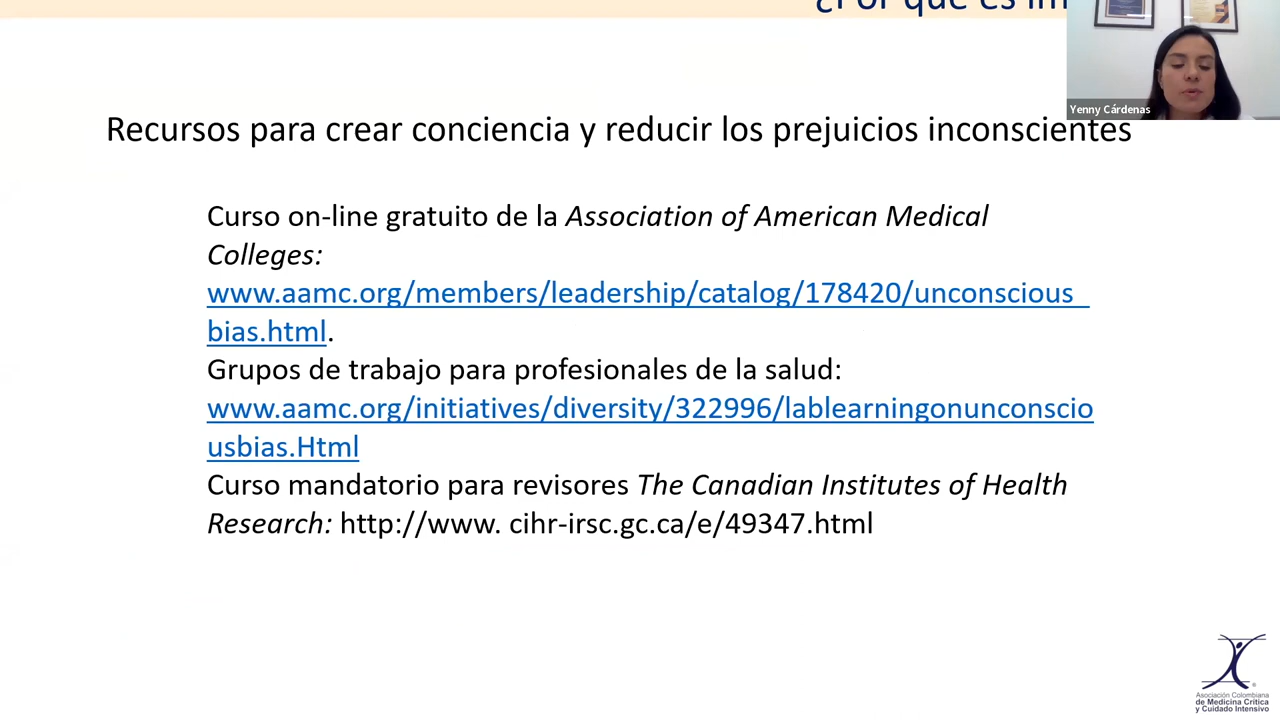 ¿Por qué es im
Yenny Cárdenas
Recursos para crear conciencia y reducir los prejuicios inconscientes
Curso on-line gratuito de la Association of American Medical
Colleges:
www.aamc.org/members/leadership/catalog/178420/unconscious_
bias.html.
Grupos de trabajo para profesionales de la salud:
www.aamc.org/initiatives/diversity/322996/lablearningonunconscio
usbias.Html
Curso mandatorio para revisores The Canadian Institutes of Health
Research: http://www. cihr-irsc.gc.ca/e/49347.html
Asociación Colombiana
de Medicina Crítica
y Cuidado Intensivo